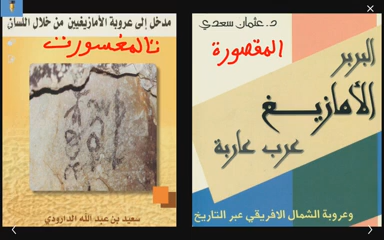 مدخل إلى عروبة الأمازيغيين من خلال اللسان
سعيد بن عبد الله الدارودي
د. عثمان سعدي
المقصورة
البربر
الأمازيغ
عرب عاربة
وعروبة الشمال الافريقي عبر التاريخ